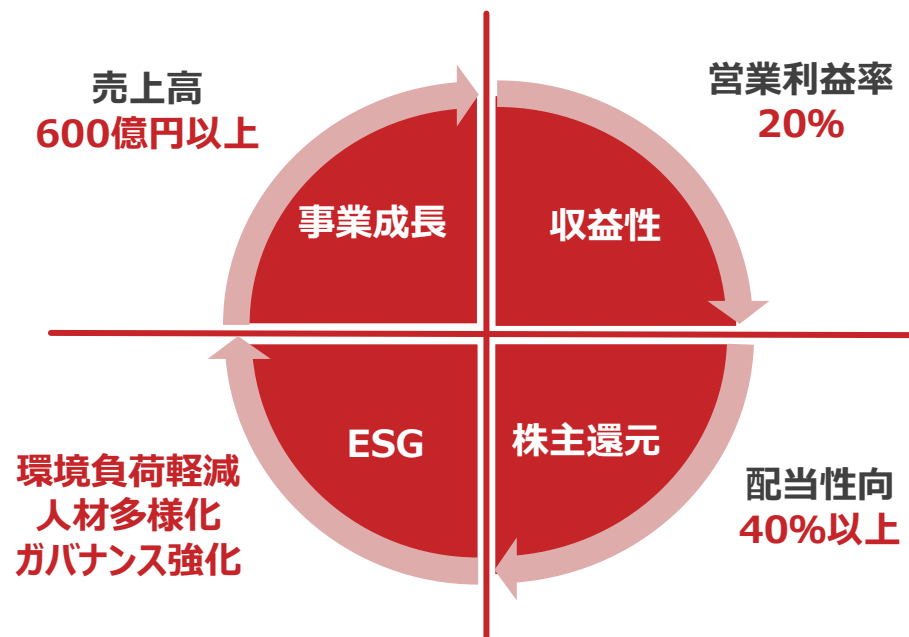 売上高
600億円以上
営業利益率
20%
事業成長
収益性
ESG
株主還元
環境負荷軽減
人材多様化
ガバナンス強化
配当性向
40%以上